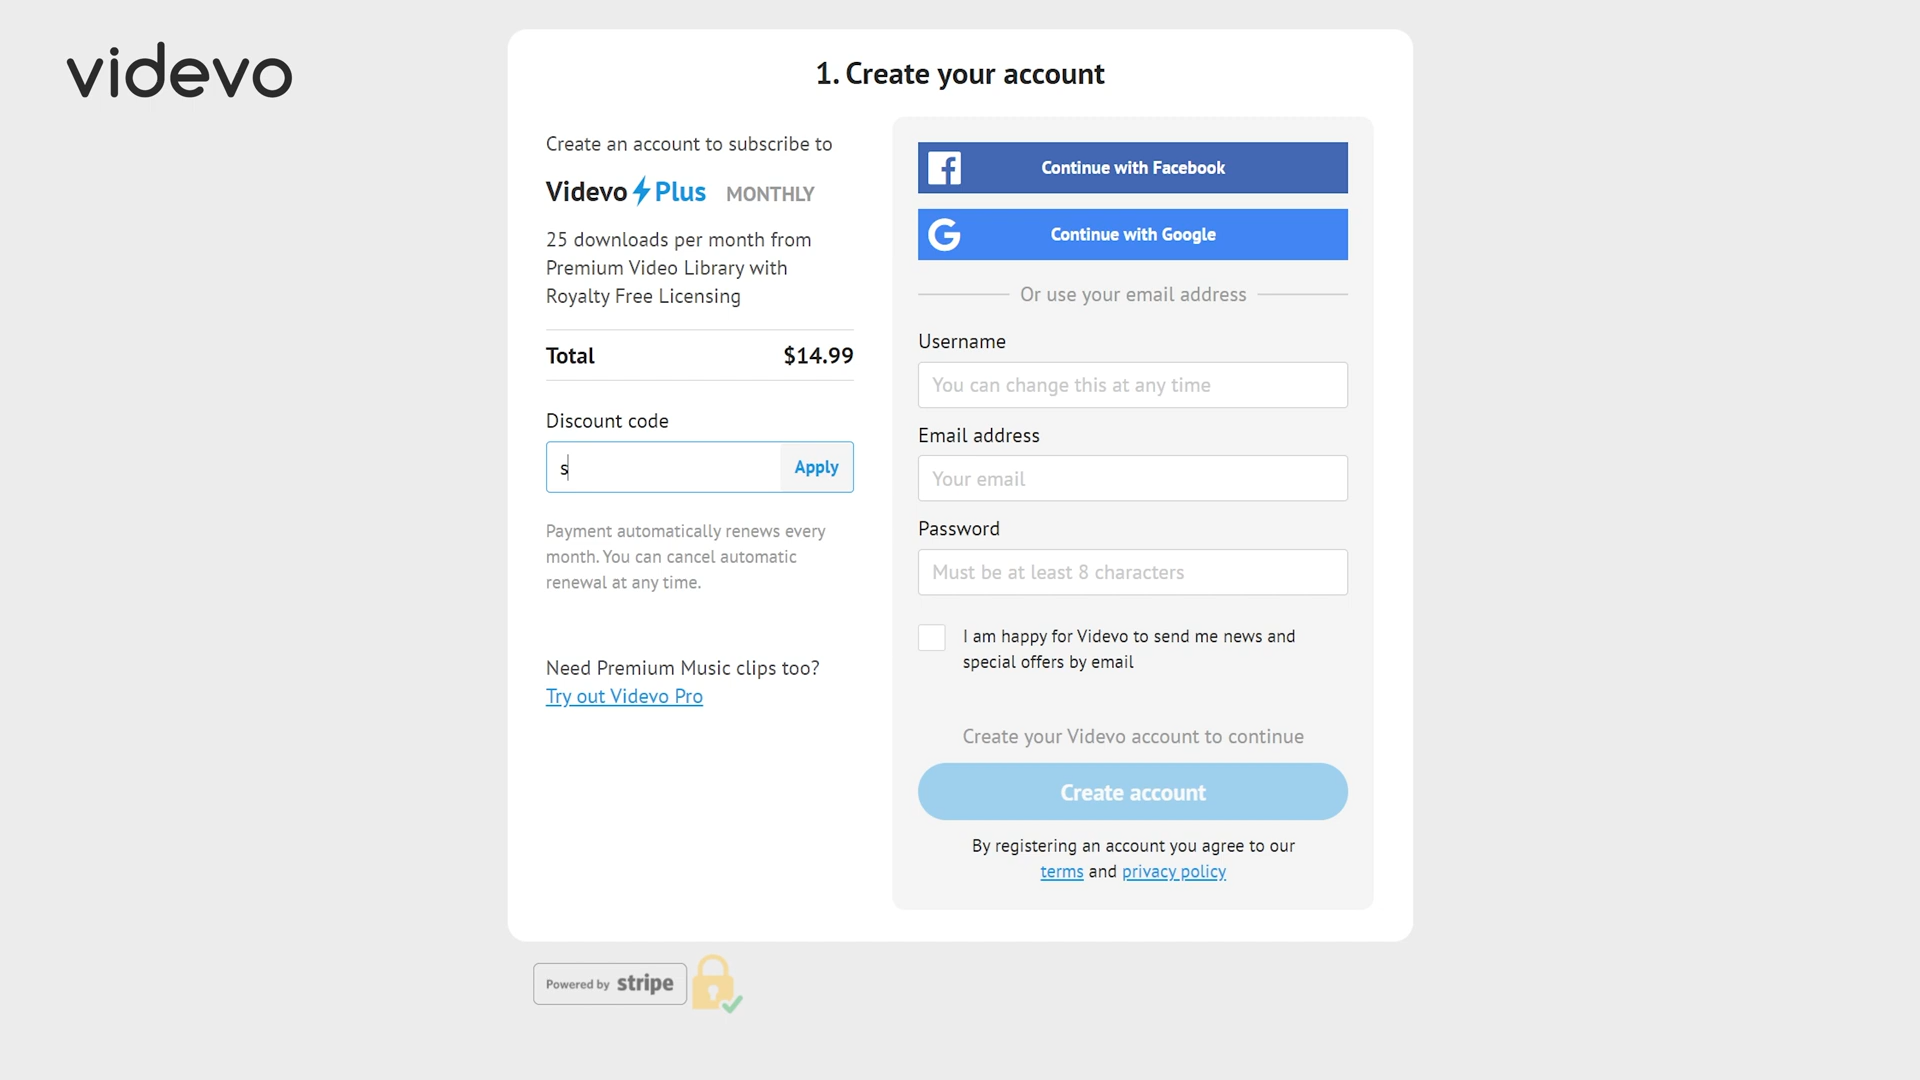 videvo
1. Create your account
Create an account to subscribe to
Videvo Plus MONTHLY
25 downloads per month from
Premium Video Library with
Royalty Free Licensing
Total $14.99
Discount code
s
Apply
Payment automatically renews every
month. You can cancel automatic
renewal at any time.
Need Premium Music clips too?
Try out Videvo Pro
Continue with Facebook
Continue with Google
Or use your email address
Username
You can change this at any time
Email address
Your email
Password
Must be at least 8 characters
I am happy for Videvo to send me news and
special offers by email
Create your Videvo account to continue
Create account
By registering an account you agree to our
terms and privacy policy
Powered by stripe